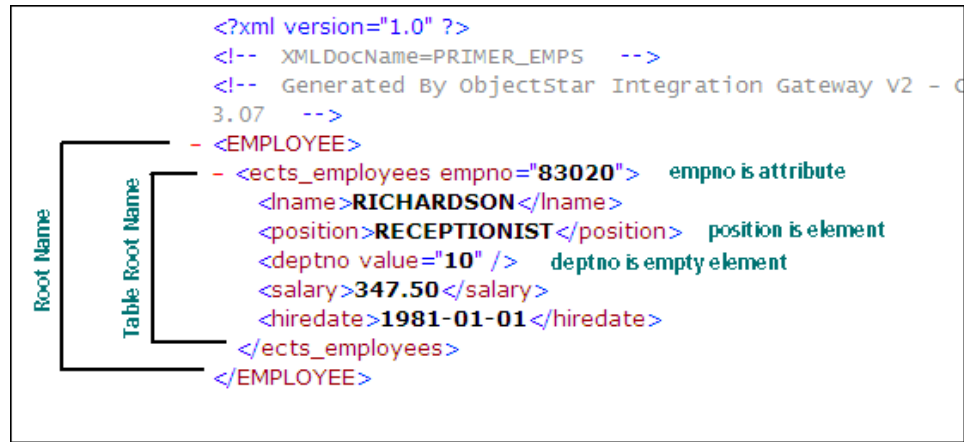 <?xml version="1.0" ?>
<!-- XMLDocName=PRIMER_EMPS -->
<!-- Generated By ObjectStar Integration Gateway V2 - C
3.07 -->
- <EMPLOYEE>
- <ects_employees empno="83020"> empno is attribute
<lname>RICHARDSON</lname>
<position>RECEPTIONIST</position> position is element
<deptno value="10" /> deptno is empty element
<salary>347.50</salary>
<hiredate>1981-01-01</hiredate>
</ects_employees>
</EMPLOYEE>
Root Name
Table Root Name